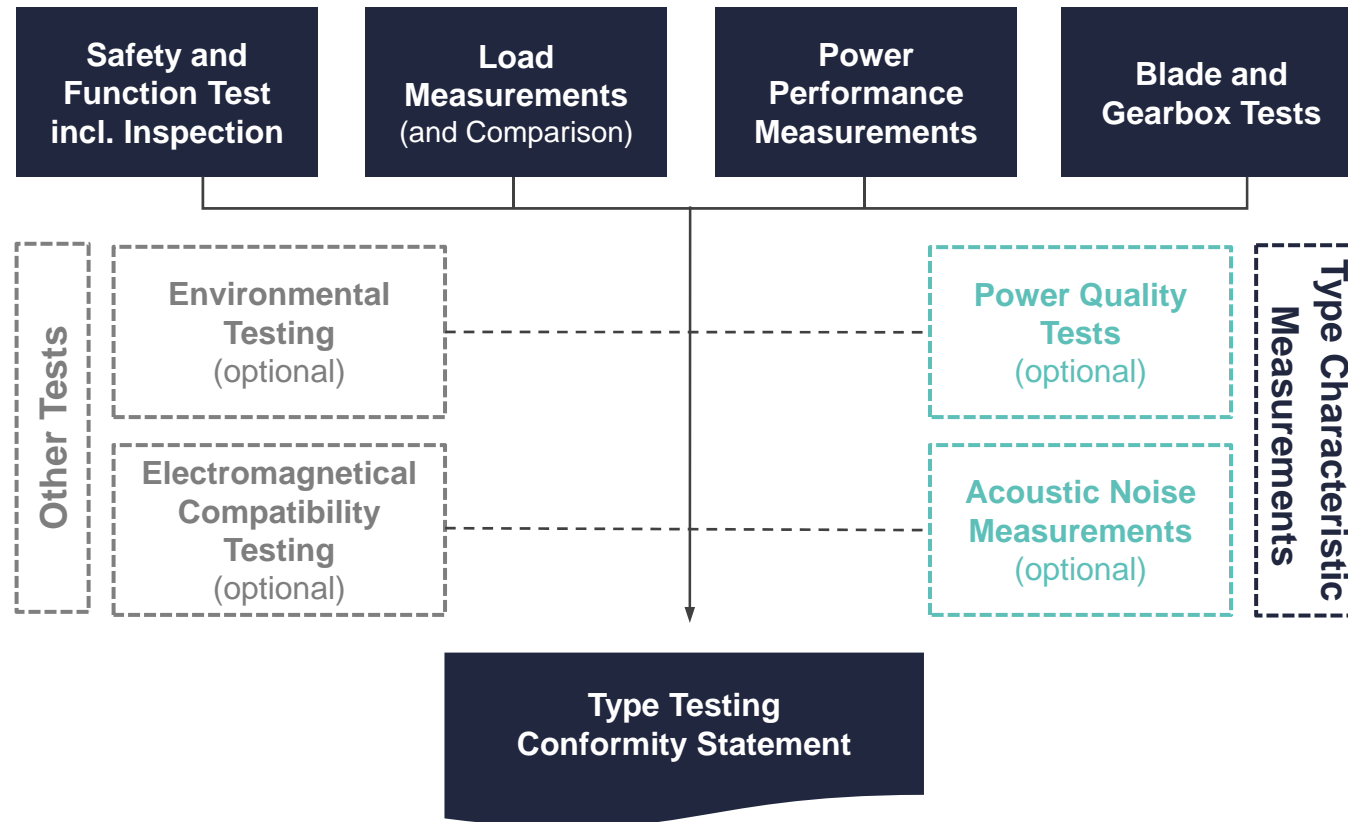 Safety and
Function Test
incl. Inspection
Load
Measurements
(and Comparison)
Power
Performance
Measurements
Blade and
Gearbox Tests
Other Tests
Environmental
Testing
(optional)
Electromagnetical
Compatibility
Testing
(optional)
Power Quality
Tests
(optional)
Acoustic Noise
Measurements
(optional)
Type Characteristic
Measurements
Type Testing
Conformity Statement